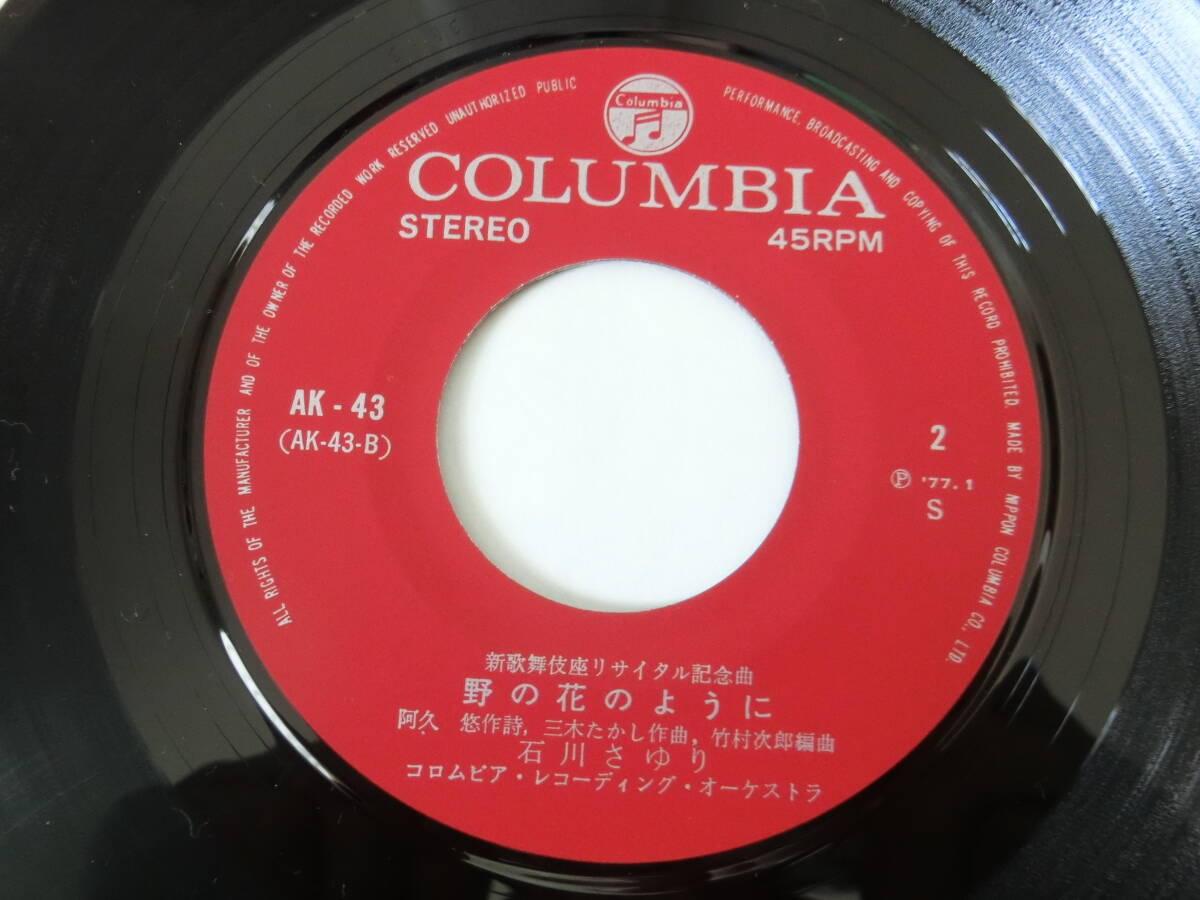 Columbia
COLUMBIA
STEREO 45RPM
AK - 43
(AK-43-B)
2
Ⓟ '77.1
S
新歌舞伎座リサイタル記念曲
野の花のように
阿久 悠作詩, 三木たかし作曲, 竹村次郎編曲
石川さゆり
コロムビア・レコーディング・オーケストラ
ALL RIGHTS OF THE MANUFACTURER AND OF THE OWNER OF THE RECORDED WORK RESERVED UNAUTHORIZED PUBLIC PERFORMANCE, BROADCASTING AND COPYING OF THIS RECORD PROHIBITED. MADE BY NIPPON COLUMBIA CO., LTD.